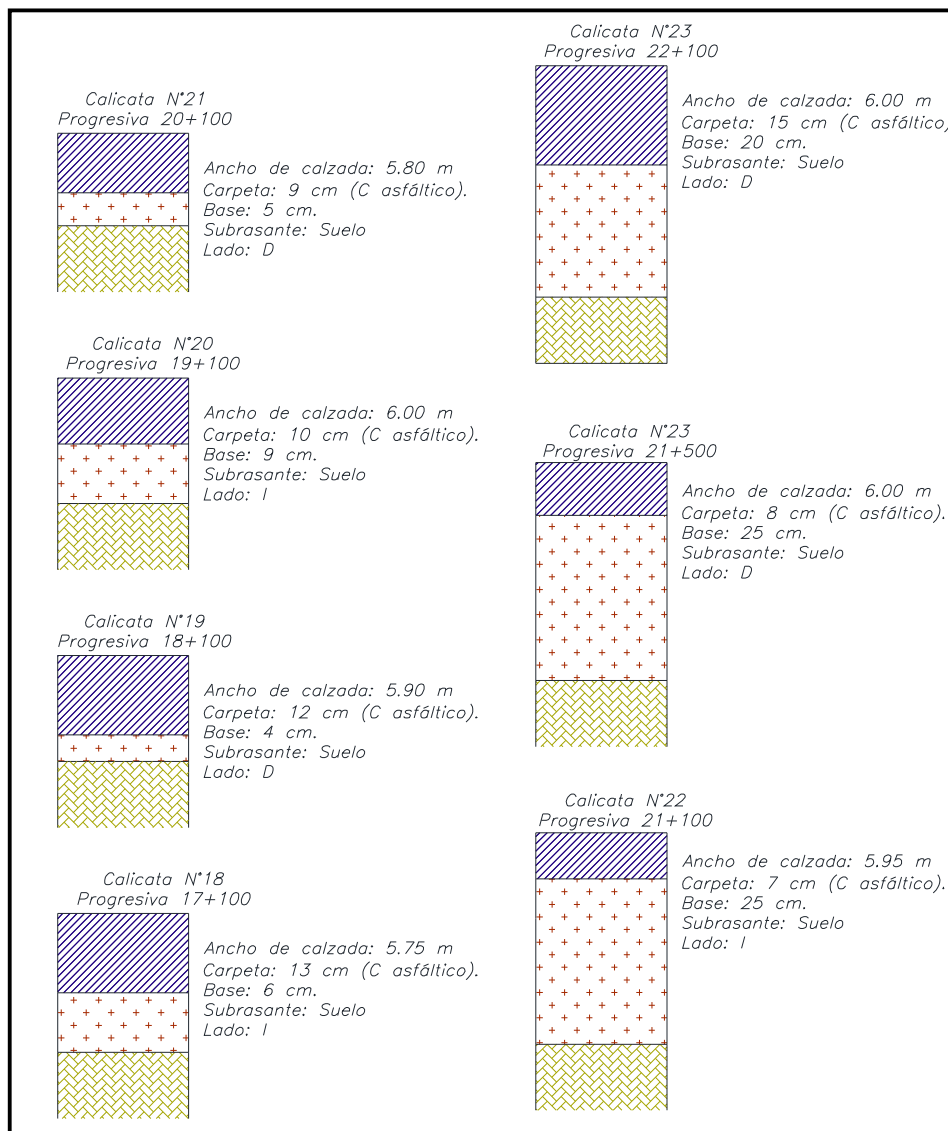 Calicata N°21
Progresiva 20+100
Ancho de calzada: 5.80 m
Carpeta: 9 cm (C asfáltico).
Base: 5 cm.
Subrasante: Suelo
Lado: D
Calicata N°20
Progresiva 19+100
Ancho de calzada: 6.00 m
Carpeta: 10 cm (C asfáltico).
Base: 9 cm.
Subrasante: Suelo
Lado: I
Calicata N°19
Progresiva 18+100
Ancho de calzada: 5.90 m
Carpeta: 12 cm (C asfáltico).
Base: 4 cm.
Subrasante: Suelo
Lado: D
Calicata N°18
Progresiva 17+100
Ancho de calzada: 5.75 m
Carpeta: 13 cm (C asfáltico).
Base: 6 cm.
Subrasante: Suelo
Lado: I
Calicata N°23
Progresiva 22+100
Ancho de calzada: 6.00 m
Carpeta: 15 cm (C asfáltico)
Base: 20 cm.
Subrasante: Suelo
Lado: D
Calicata N°23
Progresiva 21+500
Ancho de calzada: 6.00 m
Carpeta: 8 cm (C asfáltico).
Base: 25 cm.
Subrasante: Suelo
Lado: D
Calicata N°22
Progresiva 21+100
Ancho de calzada: 5.95 m
Carpeta: 7 cm (C asfáltico).
Base: 25 cm.
Subrasante: Suelo
Lado: I